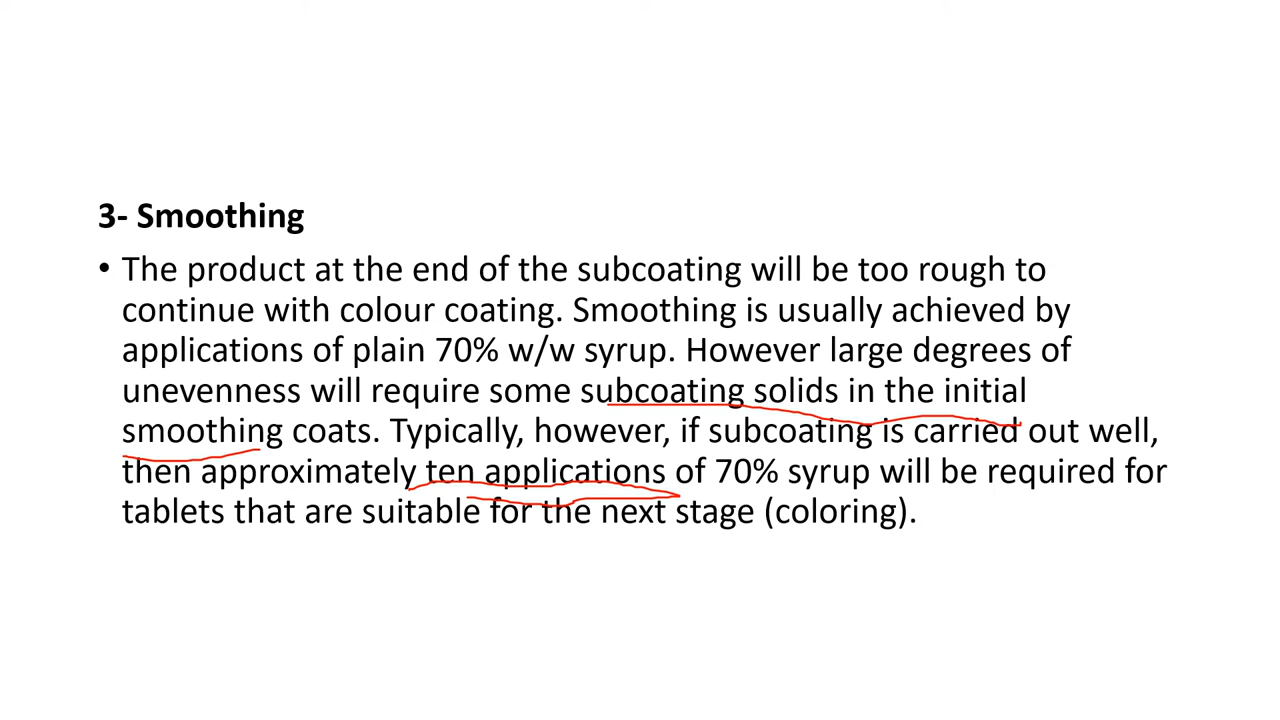 3- Smoothing
• The product at the end of the subcoating will be too rough to
continue with colour coating. Smoothing is usually achieved by
applications of plain 70% w/w syrup. However large degrees of
unevenness will require some subcoating solids in the initial
smoothing coats. Typically, however, if subcoating is carried out well,
then approximately ten applications of 70% syrup will be required for
tablets that are suitable for the next stage (coloring).